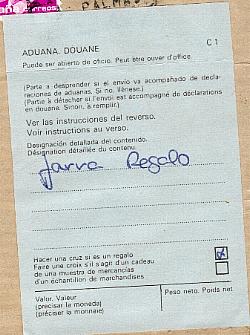 PALMAS
ADUANA. DOUANE
C 1
Puede ser abierto de oficio. Peut être ouver d'office.
(Parte a desprender si el envío va acompañado de decla-
raciones de aduanas. Si no, llénese.)
(Partie à détacher si l'envoi est accompagné de déclarations
en douane. Sinon, à remplir.)
Ver las instrucciones del reverso.
Voir instructions au verso.
Designación detallada del contenido.
Désignation détaillée du contenu.
Jarra Regalo
Hacer una cruz si es un regalo
Faire une croix s'il s'agit d'un cadeau
de una muestra de mercancías
d'un échantillon de marchandises
Valor. Valeur
(precisar la moneda)
(préciser la monnaie)
Peso neto. Poids net